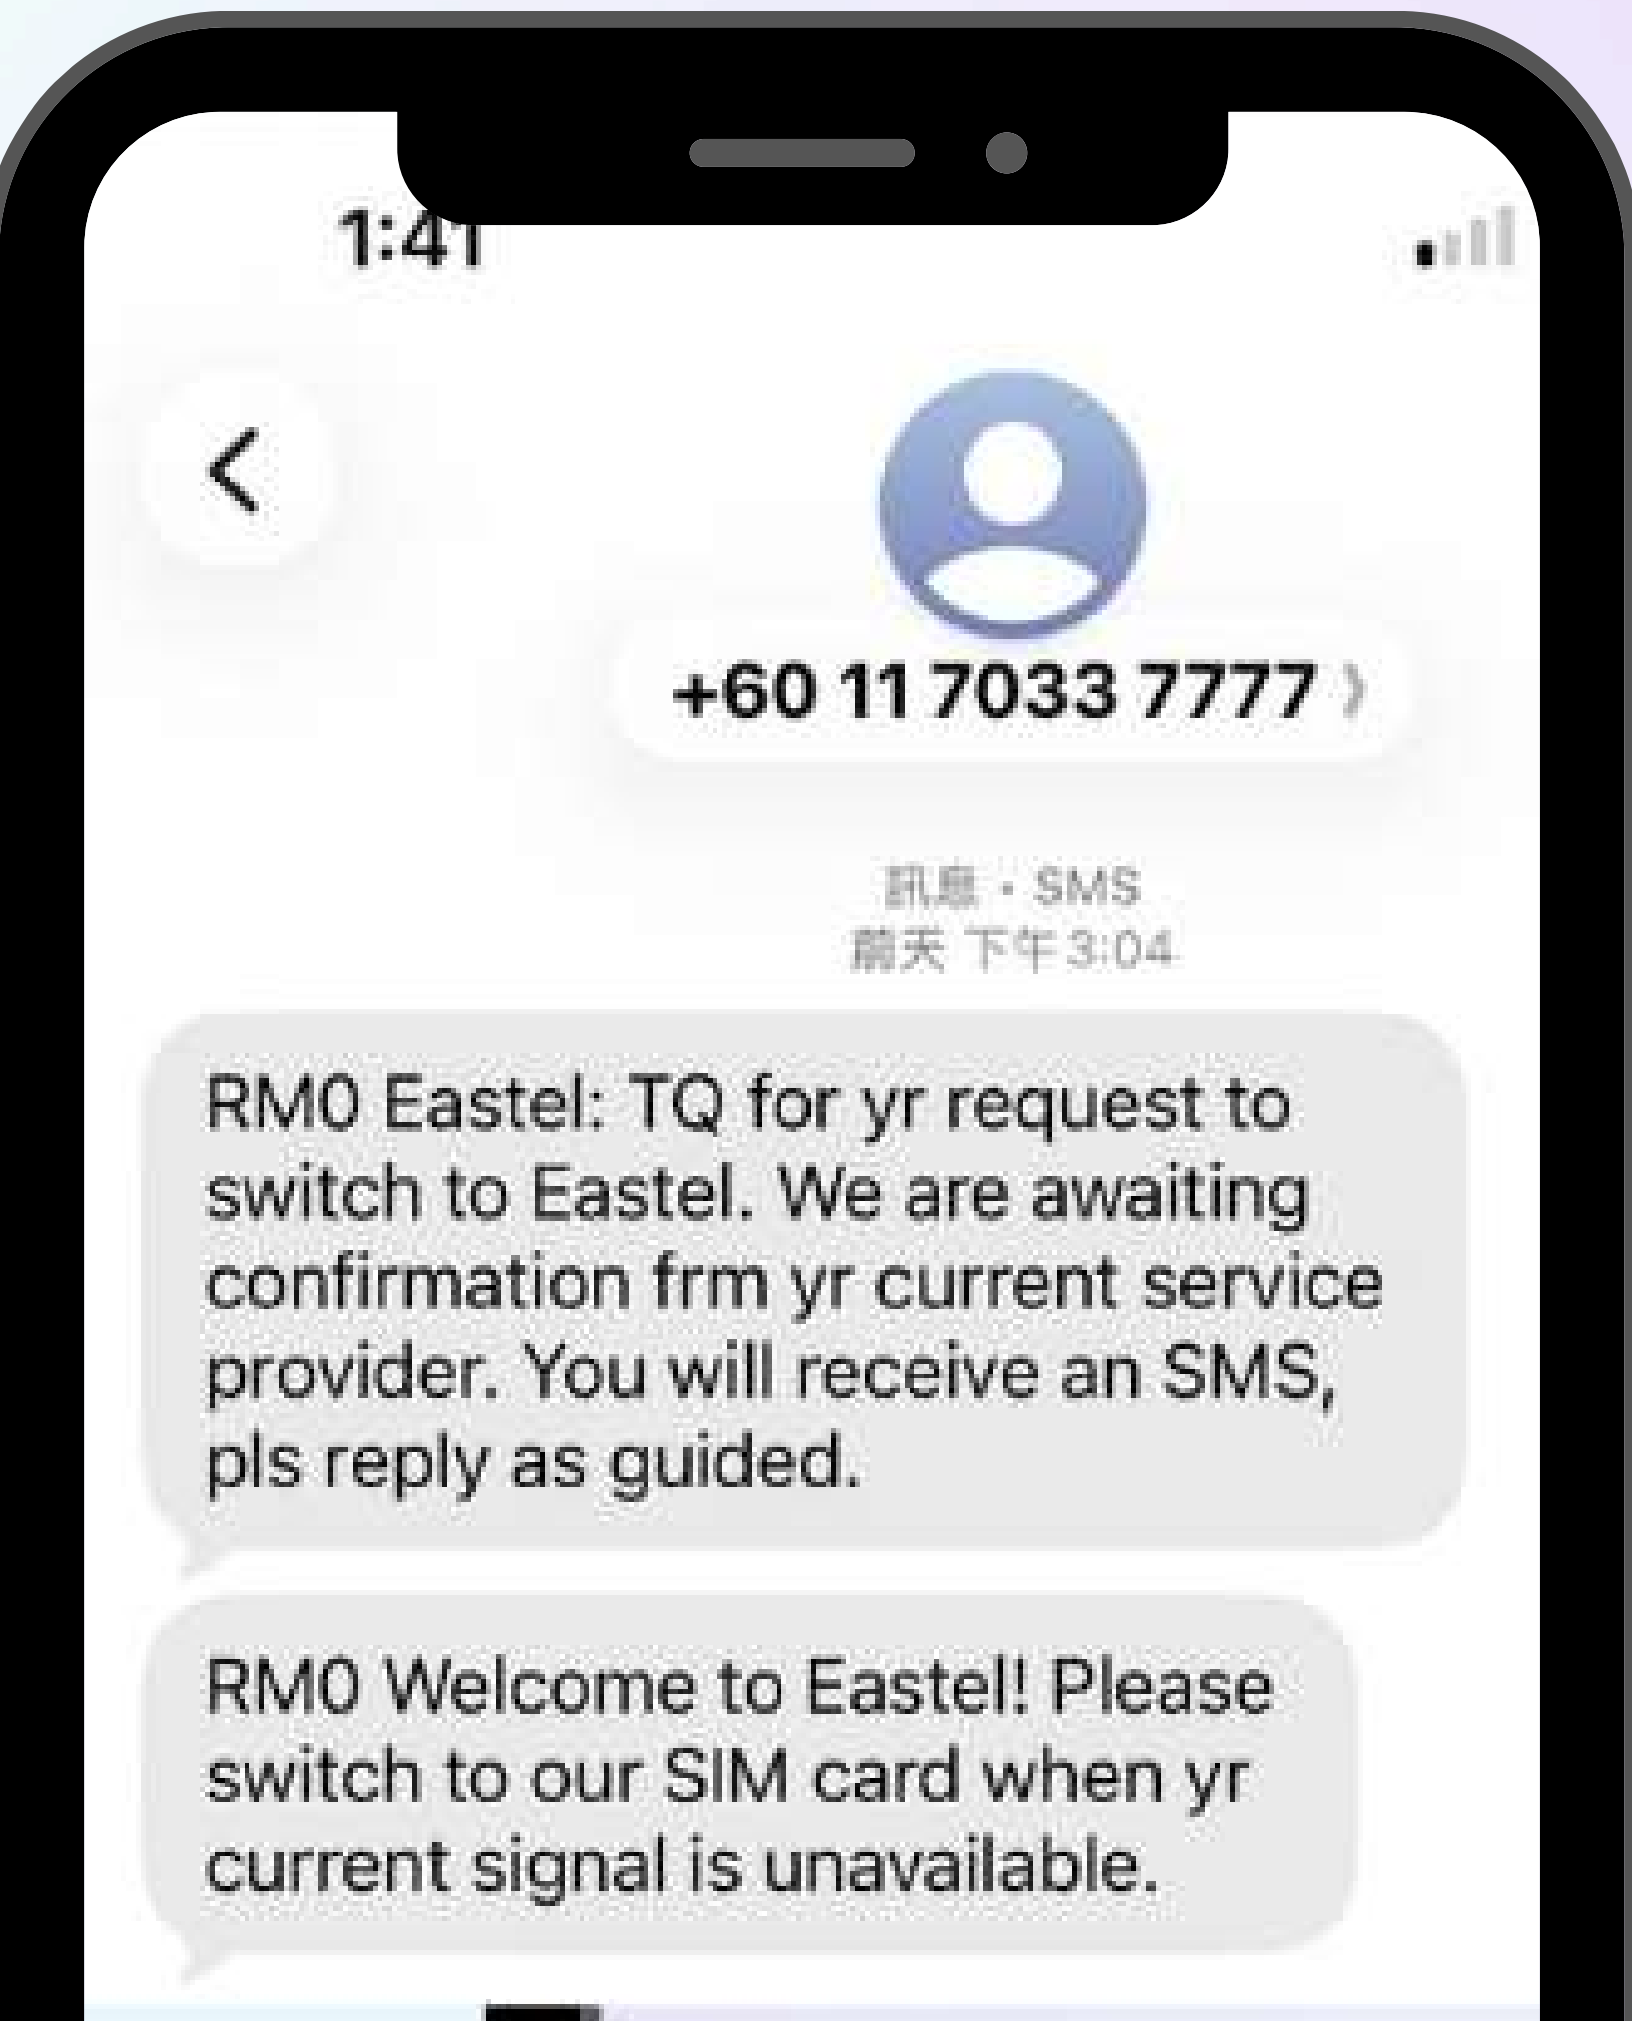 1:41
+60 11 7033 7777
訊息・SMS
前天 下午3:04
RM0 Eastel: TQ for yr request to
switch to Eastel. We are awaiting
confirmation frm yr current service
provider. You will receive an SMS,
pls reply as guided.
RM0 Welcome to Eastel! Please
switch to our SIM card when yr
current signal is unavailable.